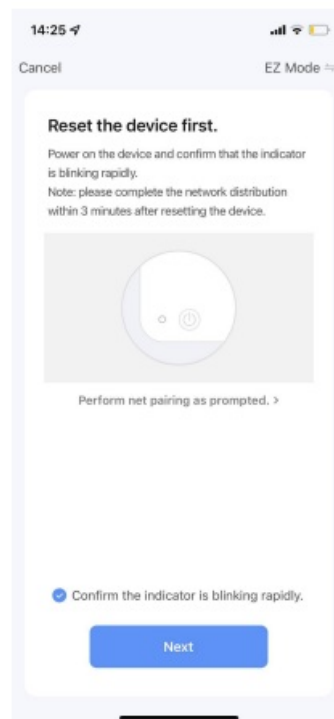 14:25
Cancel
EZ Mode
Reset the device first.
Power on the device and confirm that the indicator
is blinking rapidly.
Note: please complete the network distribution
within 3 minutes after resetting the device.
Perform net pairing as prompted. >
Confirm the indicator is blinking rapidly.
Next